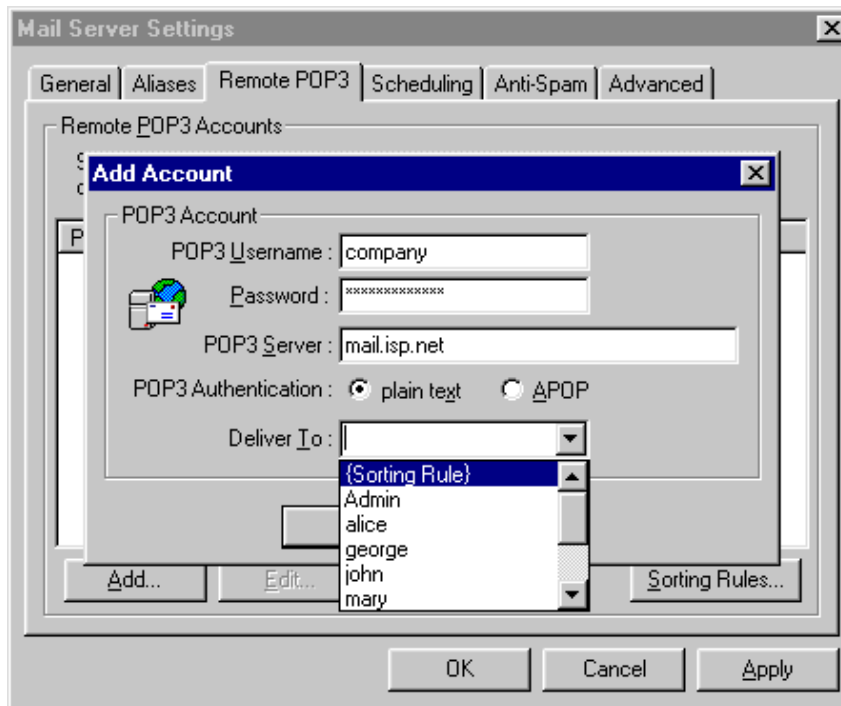 Mail Server Settings
General Aliases Remote POP3 Scheduling Anti-Spam Advanced
Remote POP3 Accounts
Add Account
P
POP3 Account
POP3 Username : company
Password : *************
POP3 Server : mail.isp.net
POP3 Authentication : plain text APOP
Deliver To :
{Sorting Rule}
Admin
alice
george
john
mary
Add... Edit... Sorting Rules...
OK Cancel Apply